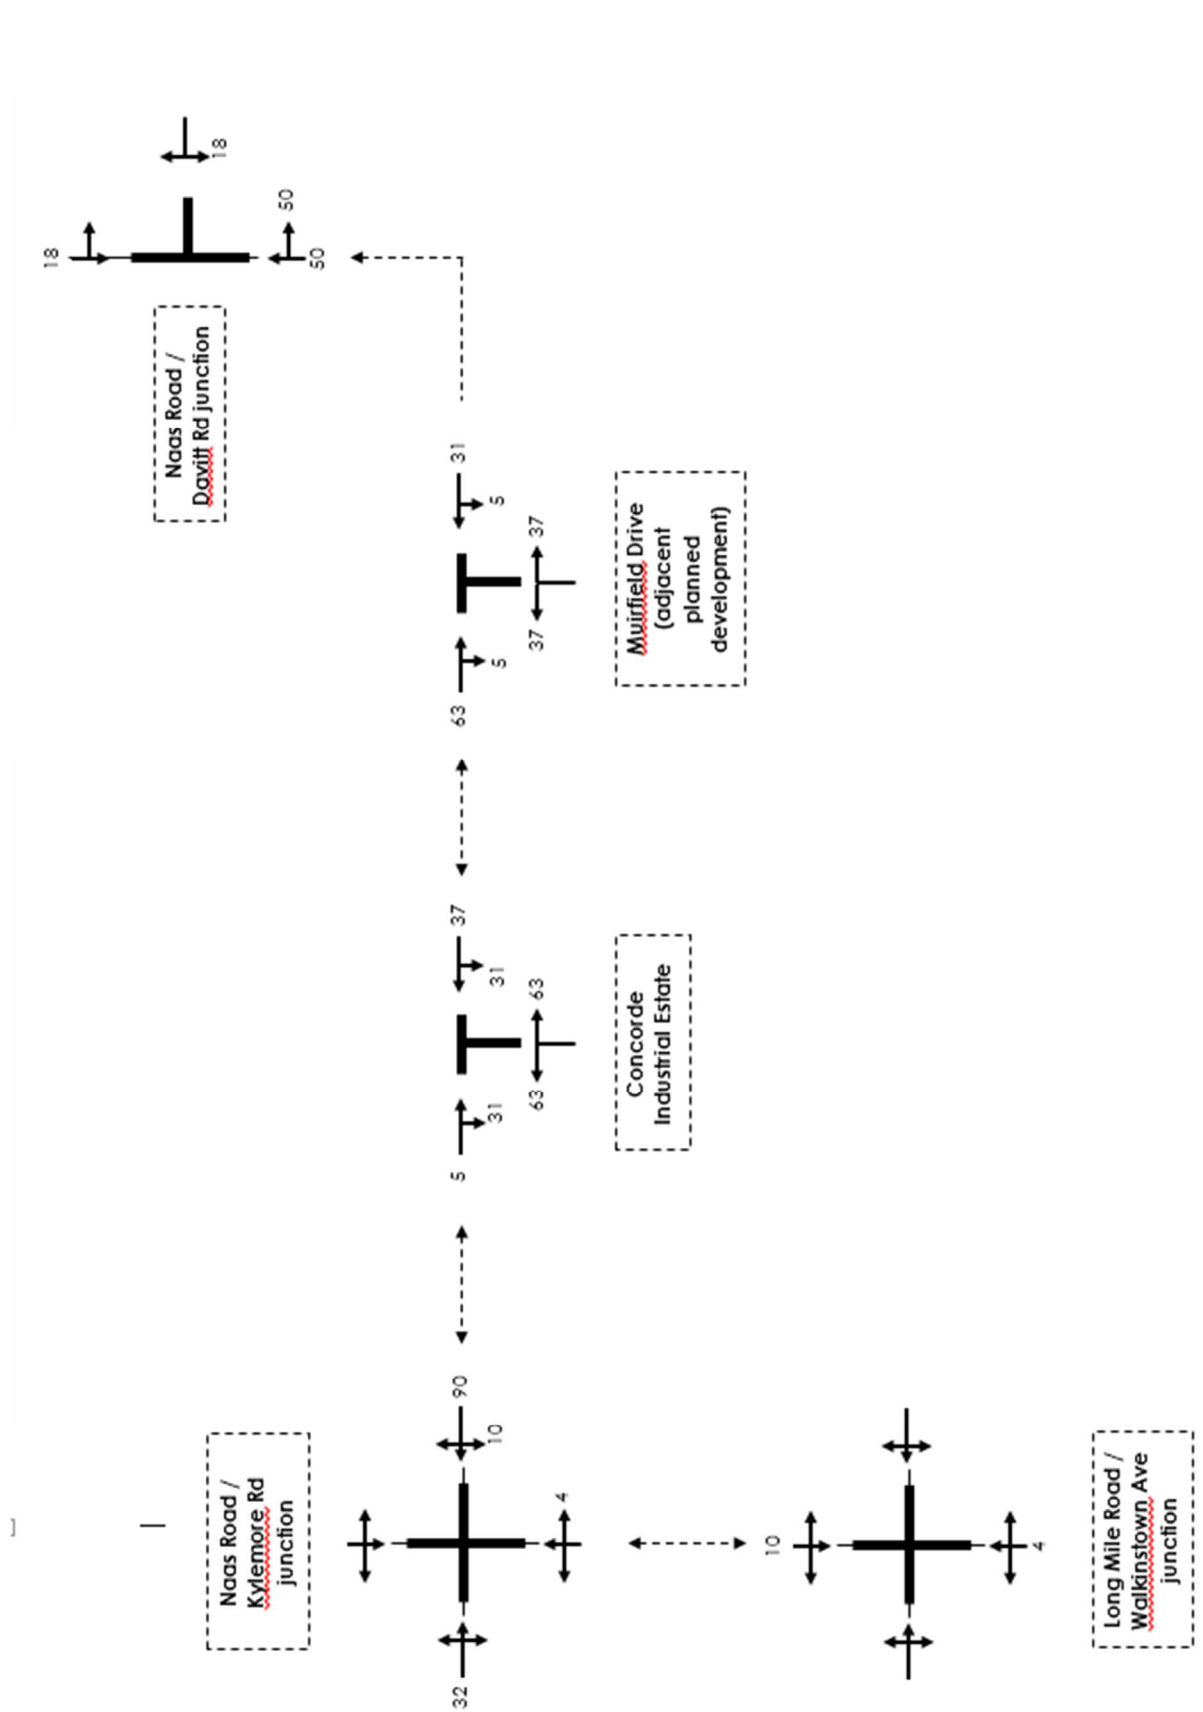 18
Naas Road /
Davitt Rd junction
18
50
50
Naas Road /
Kylemore Rd
junction
32
90
10
4
5
37
31
31
63
63
Concorde
Industrial Estate
63
31
5
5
37
37
Muirfield Drive
(adjacent
planned
development)
10
4
Long Mile Road /
Walkinstown Ave
junction